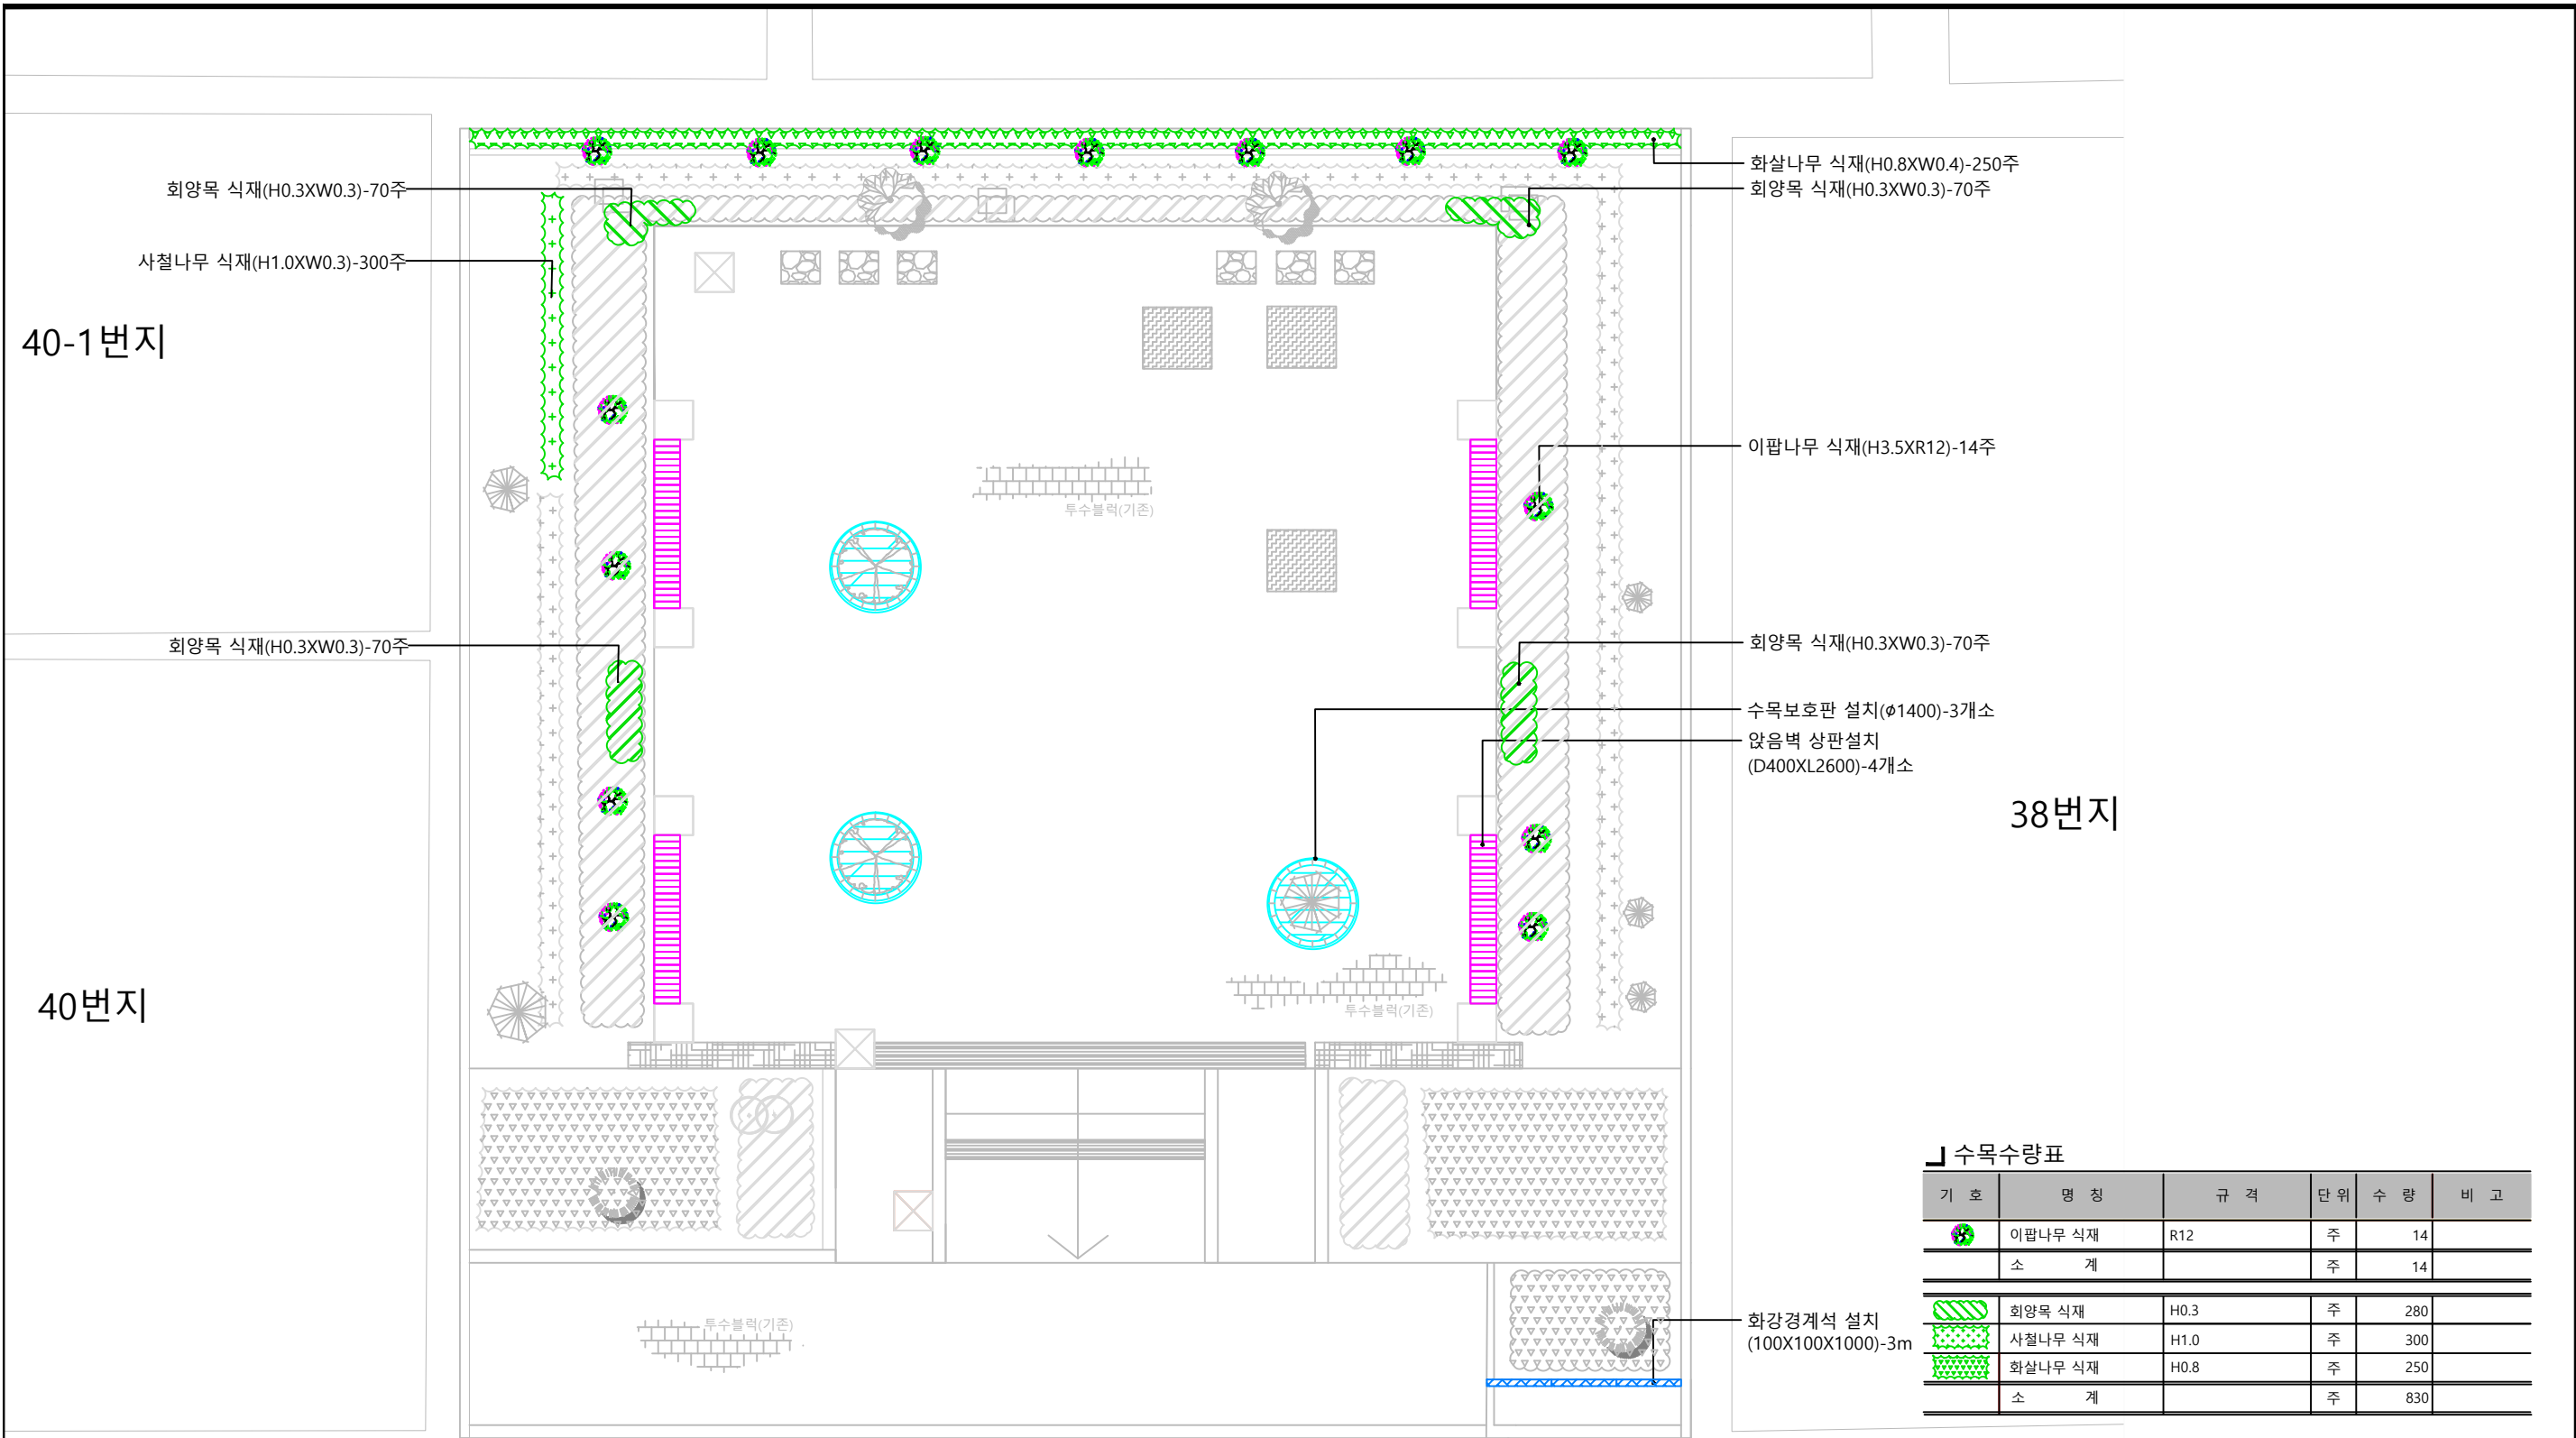 화살나무 식재(H0.8XW0.4)-250주
회양목 식재(H0.3XW0.3)-70주
회양목 식재(H0.3XW0.3)-70주
사철나무 식재(H1.0XW0.3)-300주
40-1번지
이팝나무 식재(H3.5XR12)-14주
투수블럭(기존)
회양목 식재(H0.3XW0.3)-70주
회양목 식재(H0.3XW0.3)-70주
수목보호판 설치(ø1400)-3개소
앉음벽 상판설치
(D400XL2600)-4개소
38번지
40번지
투수블럭(기존)
투수블럭(기존)
화강경계석 설치
(100X100X1000)-3m
수목수량표
기 호 명 칭 규 격 단위 수 량 비 고
이팝나무 식재 R12 주 14
소 계 주 14
회양목 식재 H0.3 주 280
사철나무 식재 H1.0 주 300
화살나무 식재 H0.8 주 250
소 계 주 830